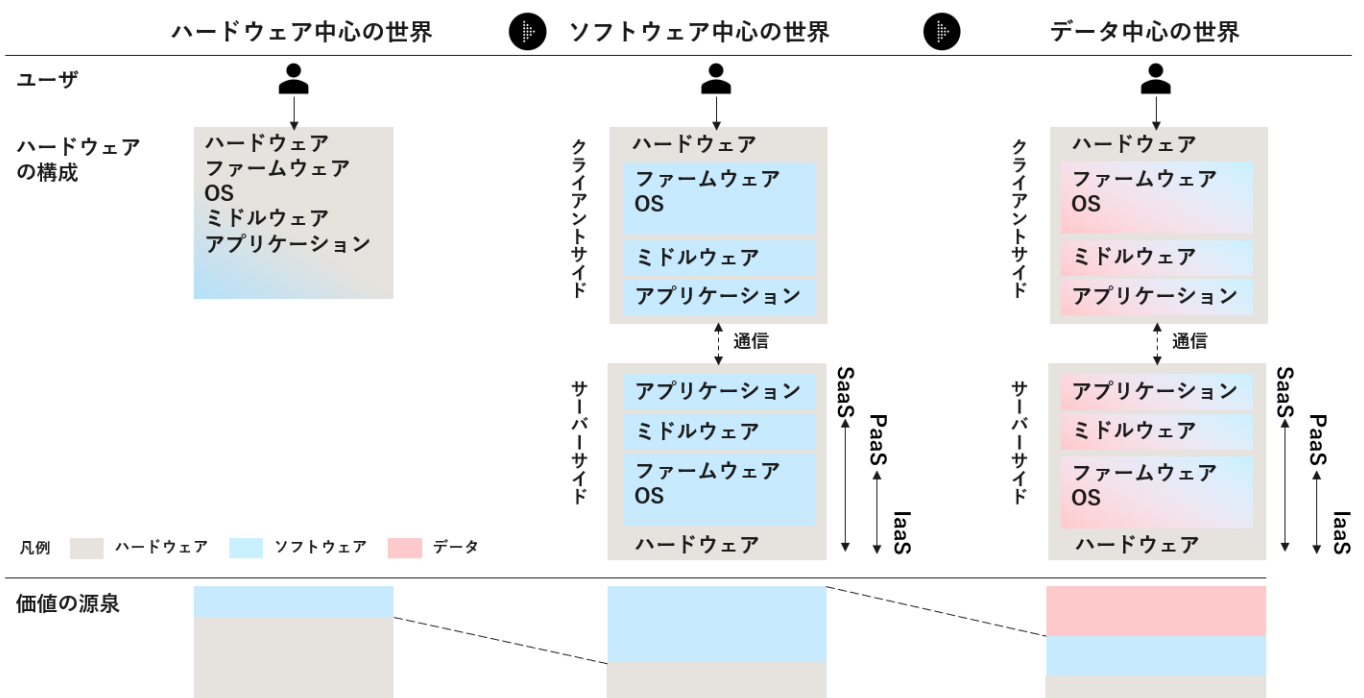 ハードウェア中心の世界
ソフトウェア中心の世界
データ中心の世界
ユーザ
ハードウェア
の構成
ハードウェア
ファームウェア
OS
ミドルウェア
アプリケーション
クライアントサイド
ハードウェア
ファームウェア
OS
ミドルウェア
アプリケーション
通信
サーバーサイド
アプリケーション
ミドルウェア
ファームウェア
OS
ハードウェア
SaaS
PaaS
IaaS
クライアントサイド
ハードウェア
ファームウェア
OS
ミドルウェア
アプリケーション
通信
サーバーサイド
アプリケーション
ミドルウェア
ファームウェア
OS
ハードウェア
SaaS
PaaS
IaaS
凡例
ハードウェア
ソフトウェア
データ
価値の源泉